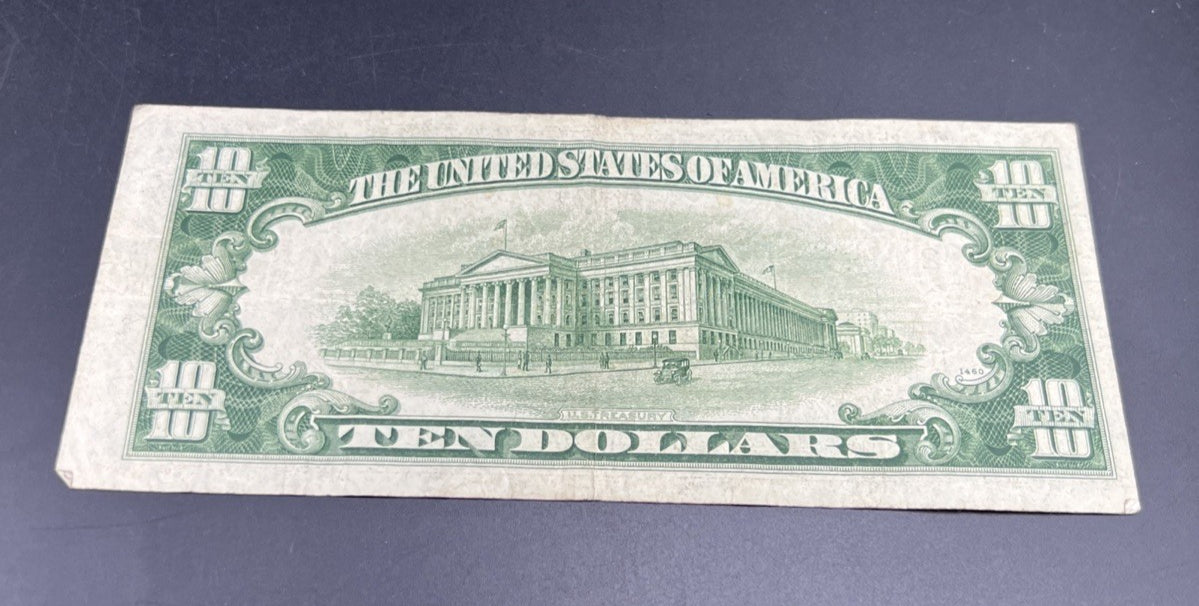 10 TEN 10
THE UNITED STATES OF AMERICA
10 TEN 10
1460
U.S. TREASURY
10 TEN 10
TEN DOLLARS
10 TEN 10